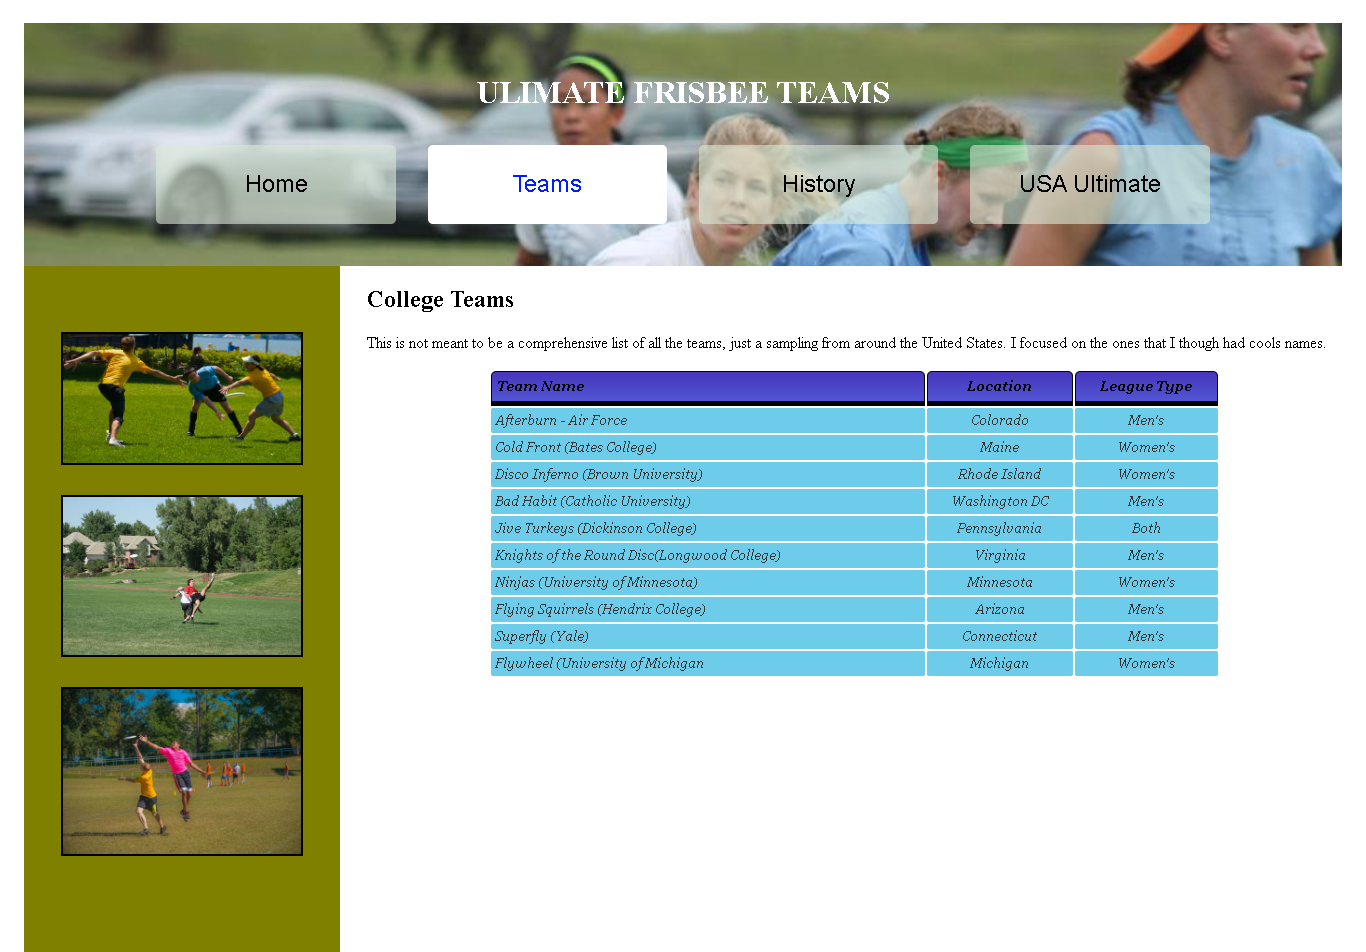 ULIMATE FRISBEE TEAMS
Home Teams History USA Ultimate
College Teams
This is not meant to be a comprehensive list of all the teams, just a sampling from around the United States. I focused on the ones that I though had cools names.
Team Name Location League Type
Afterburn - Air Force Colorado Men's
Cold Front (Bates College) Maine Women's
Disco Inferno (Brown University) Rhode Island Women's
Bad Habit (Catholic University) Washington DC Men's
Jive Turkeys (Dickinson College) Pennsylvania Both
Knights of the Round Disc(Longwood College) Virginia Men's
Ninjas (University of Minnesota) Minnesota Women's
Flying Squirrels (Hendrix College) Arizona Men's
Superfly (Yale) Connecticut Men's
Flywheel (University of Michigan Michigan Women's